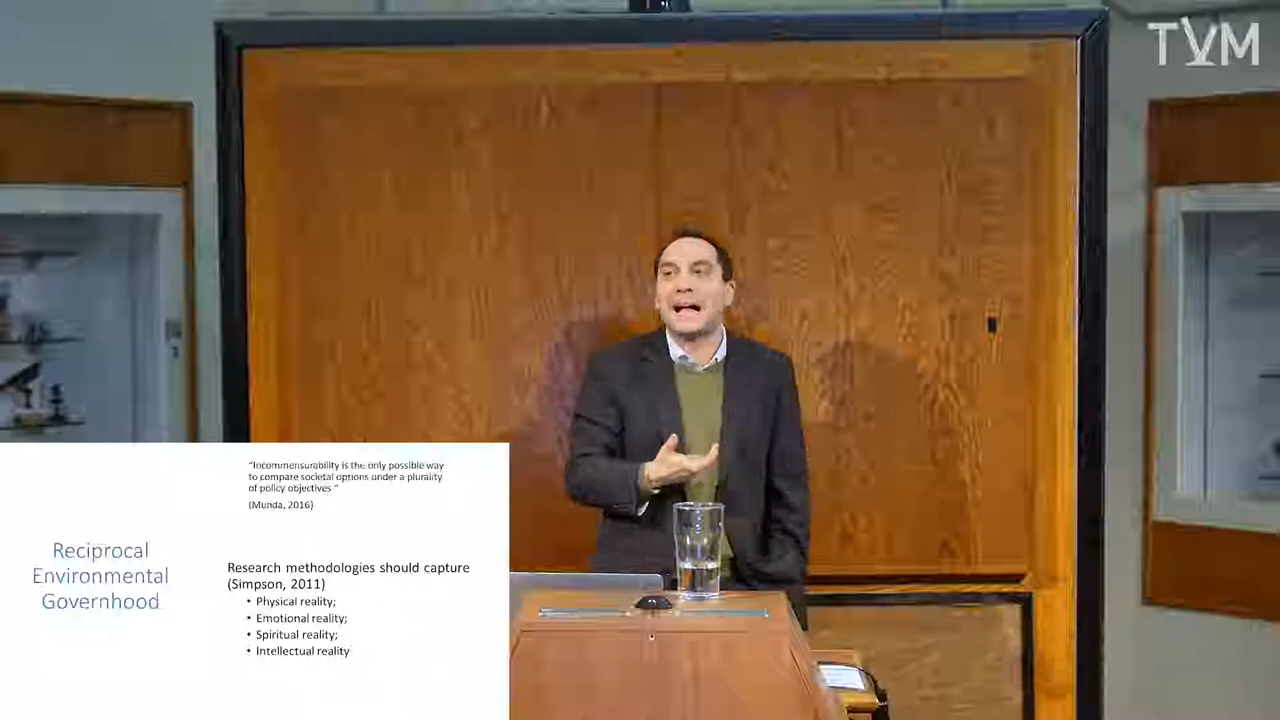 TVM
"Incommensurability is the only possible way
to compare societal options under a plurality
of policy objectives "
(Munda, 2016)
Reciprocal
Environmental
Governhood
Research methodologies should capture
(Simpson, 2011)
• Physical reality;
• Emotional reality;
• Spiritual reality;
• Intellectual reality